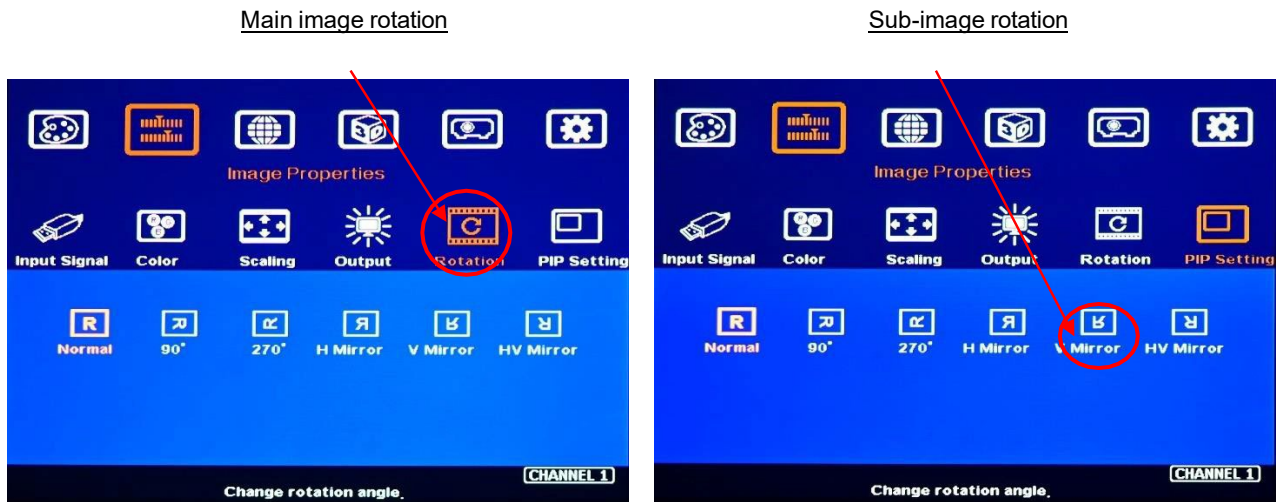 Main image rotation
Sub-image rotation
3D
Image Properties
R G B
Input Signal Color Scaling Output Rotation PIP Setting
R R R R R R
Normal 90° 270° H Mirror V Mirror HV Mirror
CHANNEL 1
Change rotation angle.
3D
Image Properties
R G B
Input Signal Color Scaling Output Rotation PIP Setting
R R R R R R
Normal 90° 270° H Mirror V Mirror HV Mirror
CHANNEL 1
Change rotation angle.